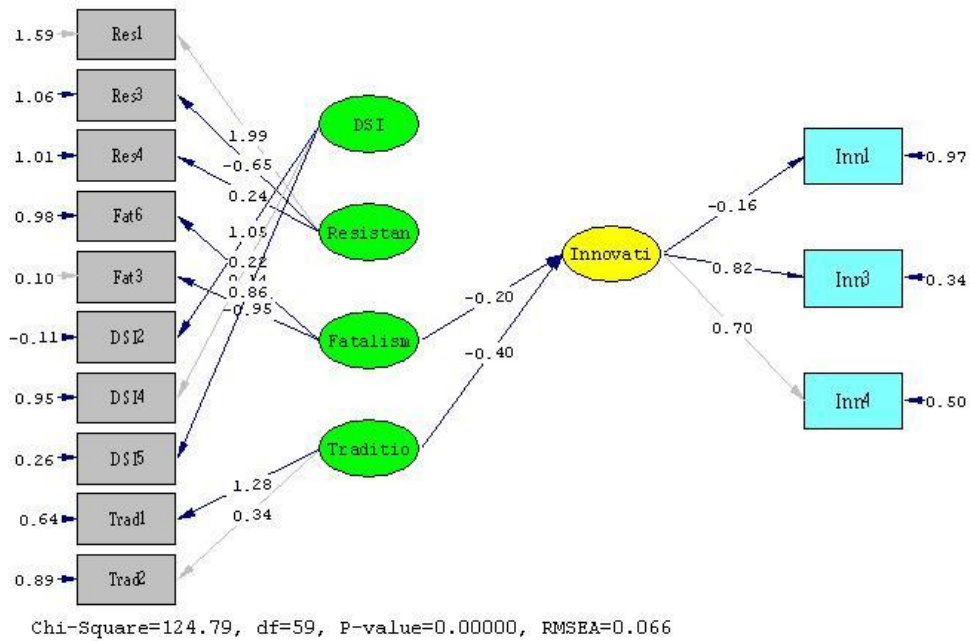 1.59 Res1
1.06 Res3
1.01 Res4
0.98 Fat6
0.10 Fat3
-0.11 DSI2
0.95 DSI4
0.26 DSI5
0.64 Trad1
0.89 Trad2
1.99
-0.65
0.24
1.05
0.22
0.86
-0.95
1.28
0.34
DSI
Resistan
Fatalism
Traditio
-0.20
-0.40
Innovati
-0.16
0.82
0.70
Inn1 0.97
Inn3 0.34
Inn4 0.50
Chi-Square=124.79, df=59, P-value=0.00000, RMSEA=0.066